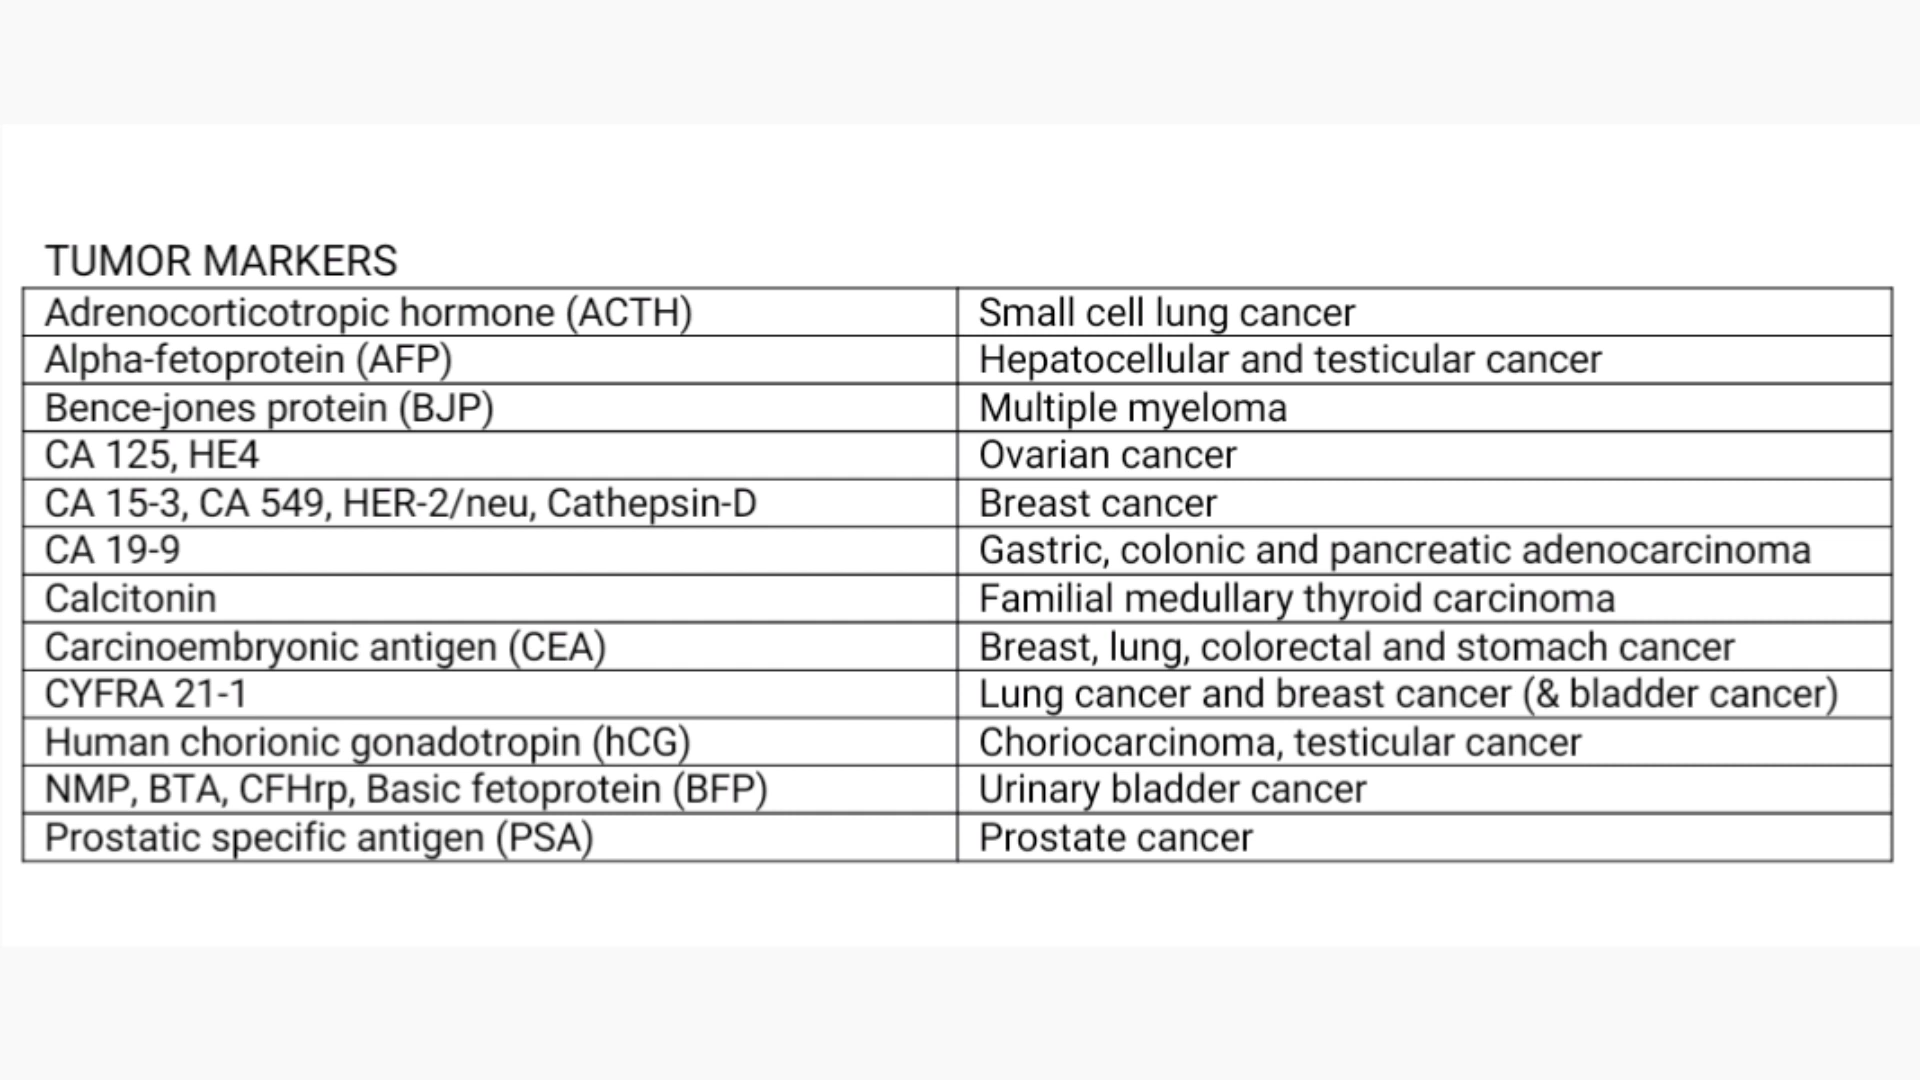 TUMOR MARKERS
Adrenocorticotropic hormone (ACTH) Small cell lung cancer
Alpha-fetoprotein (AFP) Hepatocellular and testicular cancer
Bence-jones protein (BJP) Multiple myeloma
CA 125, HE4 Ovarian cancer
CA 15-3, CA 549, HER-2/neu, Cathepsin-D Breast cancer
CA 19-9 Gastric, colonic and pancreatic adenocarcinoma
Calcitonin Familial medullary thyroid carcinoma
Carcinoembryonic antigen (CEA) Breast, lung, colorectal and stomach cancer
CYFRA 21-1 Lung cancer and breast cancer (& bladder cancer)
Human chorionic gonadotropin (hCG) Choriocarcinoma, testicular cancer
NMP, BTA, CFHrp, Basic fetoprotein (BFP) Urinary bladder cancer
Prostatic specific antigen (PSA) Prostate cancer